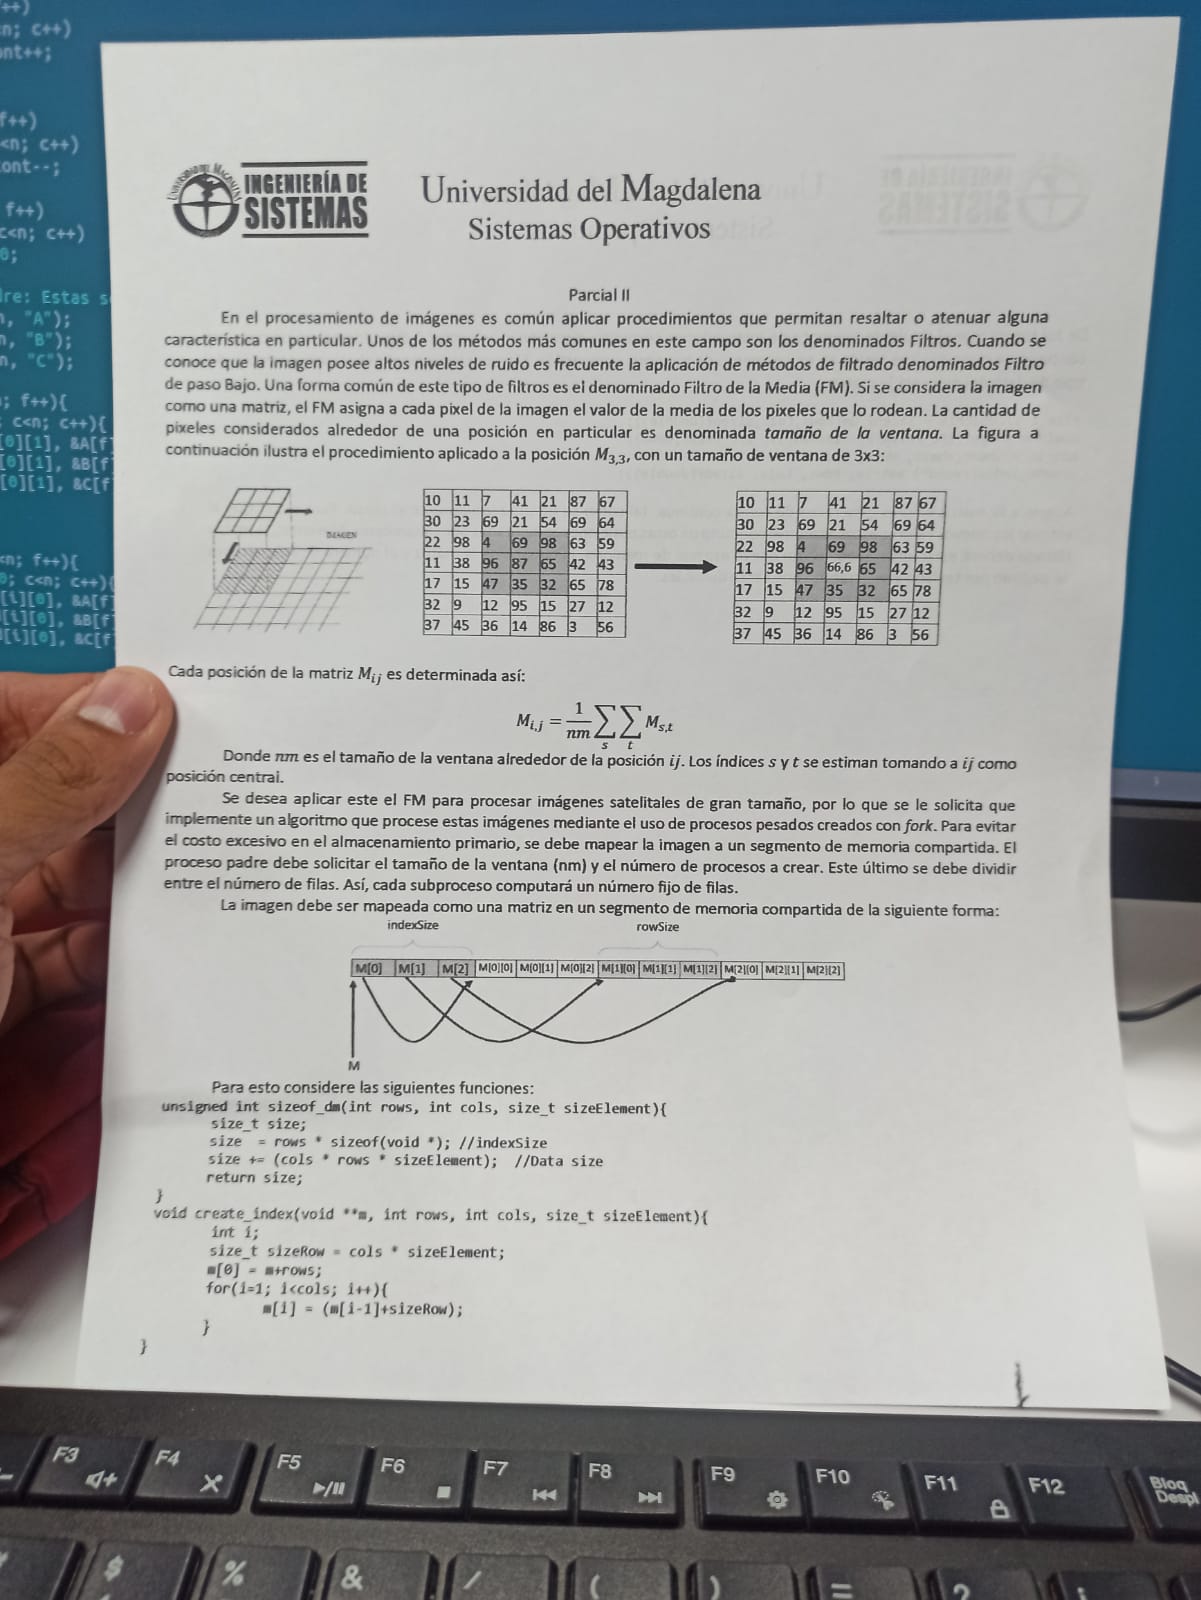 ++)
n; c++)
ont++;
f++)
<n; c++)
ont--;
f++)
c<n; c++)
0;
dre: Estas s
, "A");
n, "B");
n, "C");
; f++){
c<n; c++){
[0][1], &A[f
[0][1], &B[f
[0][1], &C[f
<n; f++){
0; c<n; c++){
[t][0], &A[f
[t][0], &B[f
[t][0], &C[f
UNIVERSIDAD DEL MAGDALENA
INGENIERÍA DE
SISTEMAS
Universidad del Magdalena
Sistemas Operativos
Parcial II
En el procesamiento de imágenes es común aplicar procedimientos que permitan resaltar o atenuar alguna
característica en particular. Unos de los métodos más comunes en este campo son los denominados Filtros. Cuando se
conoce que la imagen posee altos niveles de ruido es frecuente la aplicación de métodos de filtrado denominados Filtro
de paso Bajo. Una forma común de este tipo de filtros es el denominado Filtro de la Media (FM). Si se considera la imagen
como una matriz, el FM asigna a cada pixel de la imagen el valor de la media de los pixeles que lo rodean. La cantidad de
pixeles considerados alrededor de una posición en particular es denominada tamaño de la ventana. La figura a
continuación ilustra el procedimiento aplicado a la posición M3,3, con un tamaño de ventana de 3x3:
IMAGEN
10 11 7 41 21 87 67
30 23 69 21 54 69 64
22 98 4 69 98 63 59
11 38 96 87 65 42 43
17 15 47 35 32 65 78
32 9 12 95 15 27 12
37 45 36 14 86 3 56
10 11 7 41 21 87 67
30 23 69 21 54 69 64
22 98 4 69 98 63 59
11 38 96 66,6 65 42 43
17 15 47 35 32 65 78
32 9 12 95 15 27 12
37 45 36 14 86 3 56
Cada posición de la matriz Mij es determinada así:
Mi,j = 1/nm ∑s ∑t Ms,t
Donde nm es el tamaño de la ventana alrededor de la posición ij. Los índices s y t se estiman tomando a ij como
posición central.
Se desea aplicar este el FM para procesar imágenes satelitales de gran tamaño, por lo que se le solicita que
implemente un algoritmo que procese estas imágenes mediante el uso de procesos pesados creados con fork. Para evitar
el costo excesivo en el almacenamiento primario, se debe mapear la imagen a un segmento de memoria compartida. El
proceso padre debe solicitar el tamaño de la ventana (nm) y el número de procesos a crear. Este último se debe dividir
entre el número de filas. Así, cada subproceso computará un número fijo de filas.
La imagen debe ser mapeada como una matriz en un segmento de memoria compartida de la siguiente forma:
indexSize rowSize
M[0] M[1] M[2] M[0][0] M[0][1] M[0][2] M[1][0] M[1][1] M[1][2] M[2][0] M[2][1] M[2][2]
M
Para esto considere las siguientes funciones:
unsigned int sizeof_dm(int rows, int cols, size_t sizeElement){
size_t size;
size = rows * sizeof(void *); //indexSize
size += (cols * rows * sizeElement); //Data size
return size;
}
void create_index(void **m, int rows, int cols, size_t sizeElement){
int i;
size_t sizeRow = cols * sizeElement;
m[0] = m+rows;
for(i=1; i<cols; i++){
m[i] = (m[i-1]+sizeRow);
}
}
F3 F4 F5 F6 F7 F8 F9 F10 F11 F12 Bloq Despl
$ % & / ( ) = ?